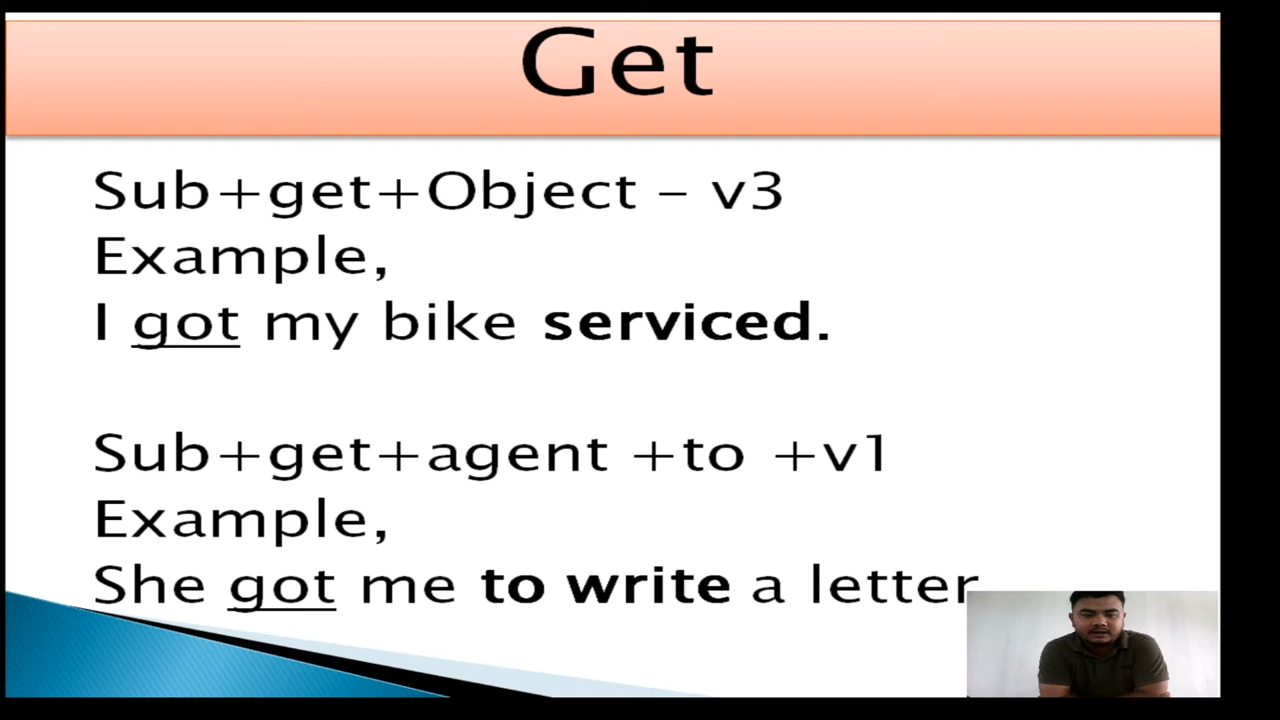 Get
Sub+get+Object – v3
Example,
I got my bike serviced.
Sub+get+agent +to +v1
Example,
She got me to write a letter